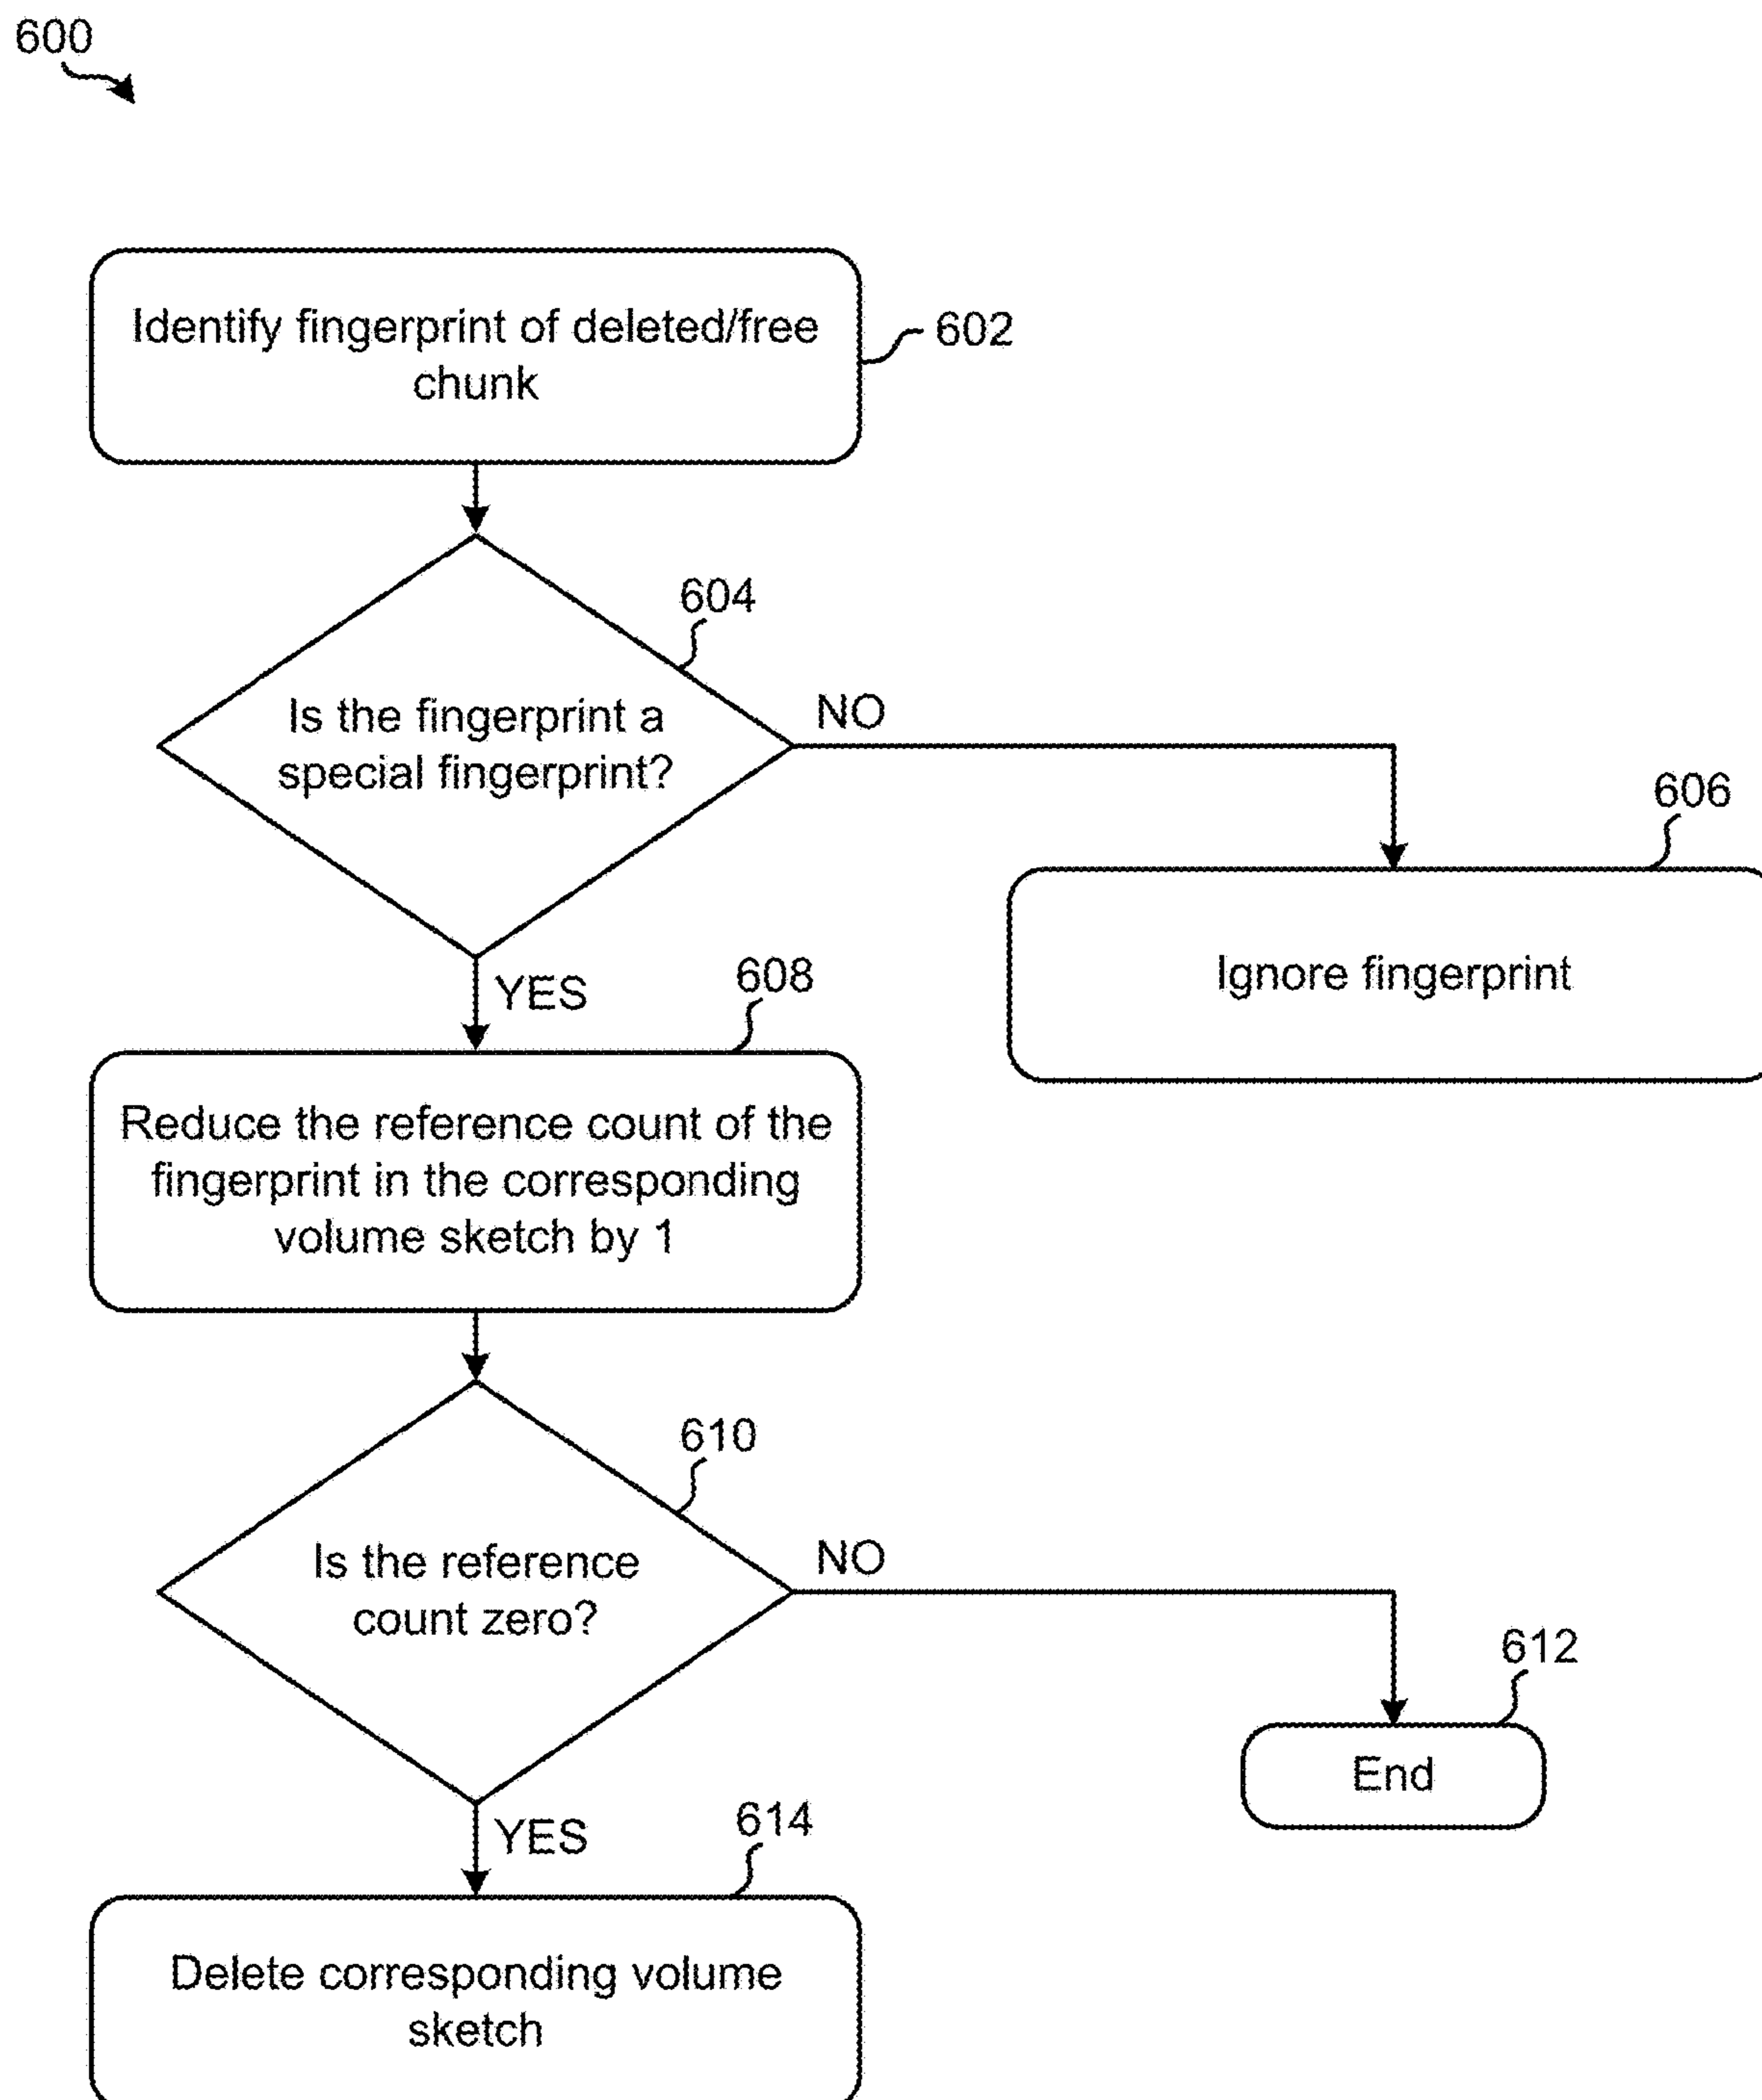 600
Identify fingerprint of deleted/free
chunk
602
604
Is the fingerprint a
special fingerprint?
NO
606
Ignore fingerprint
YES
608
Reduce the reference count of the
fingerprint in the corresponding
volume sketch by 1
610
Is the reference
count zero?
NO
612
End
YES
614
Delete corresponding volume
sketch